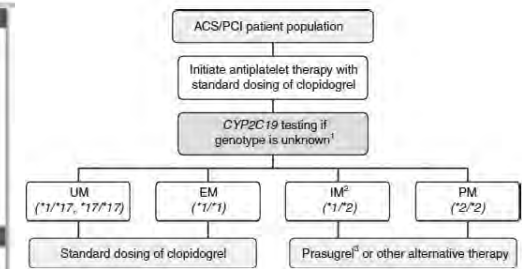 ACS/PCI patient population
Initiate antiplatelet therapy with
standard dosing of clopidogrel
CYP2C19 testing if
genotype is unknown¹
UM
(*1/*17, *17/*17)
EM
(*1/*1)
IM²
(*1/*2)
PM
(*2/*2)
Standard dosing of clopidogrel
Prasugrel³ or other alternative therapy